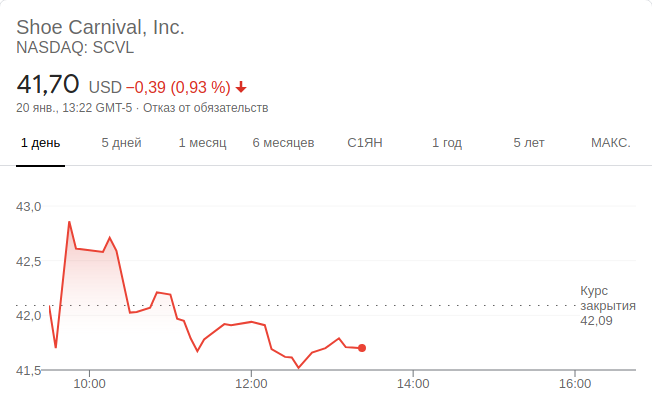 Shoe Carnival, Inc.
NASDAQ: SCVL
41,70 USD −0,39 (0,93 %)
20 янв., 13:22 GMT-5 · Отказ от обязательств
1 день 5 дней 1 месяц 6 месяцев С1ЯН 1 год 5 лет МАКС.
43,0
42,5
42,0
41,5
Курс
закрытия
42,09
10:00 12:00 14:00 16:00